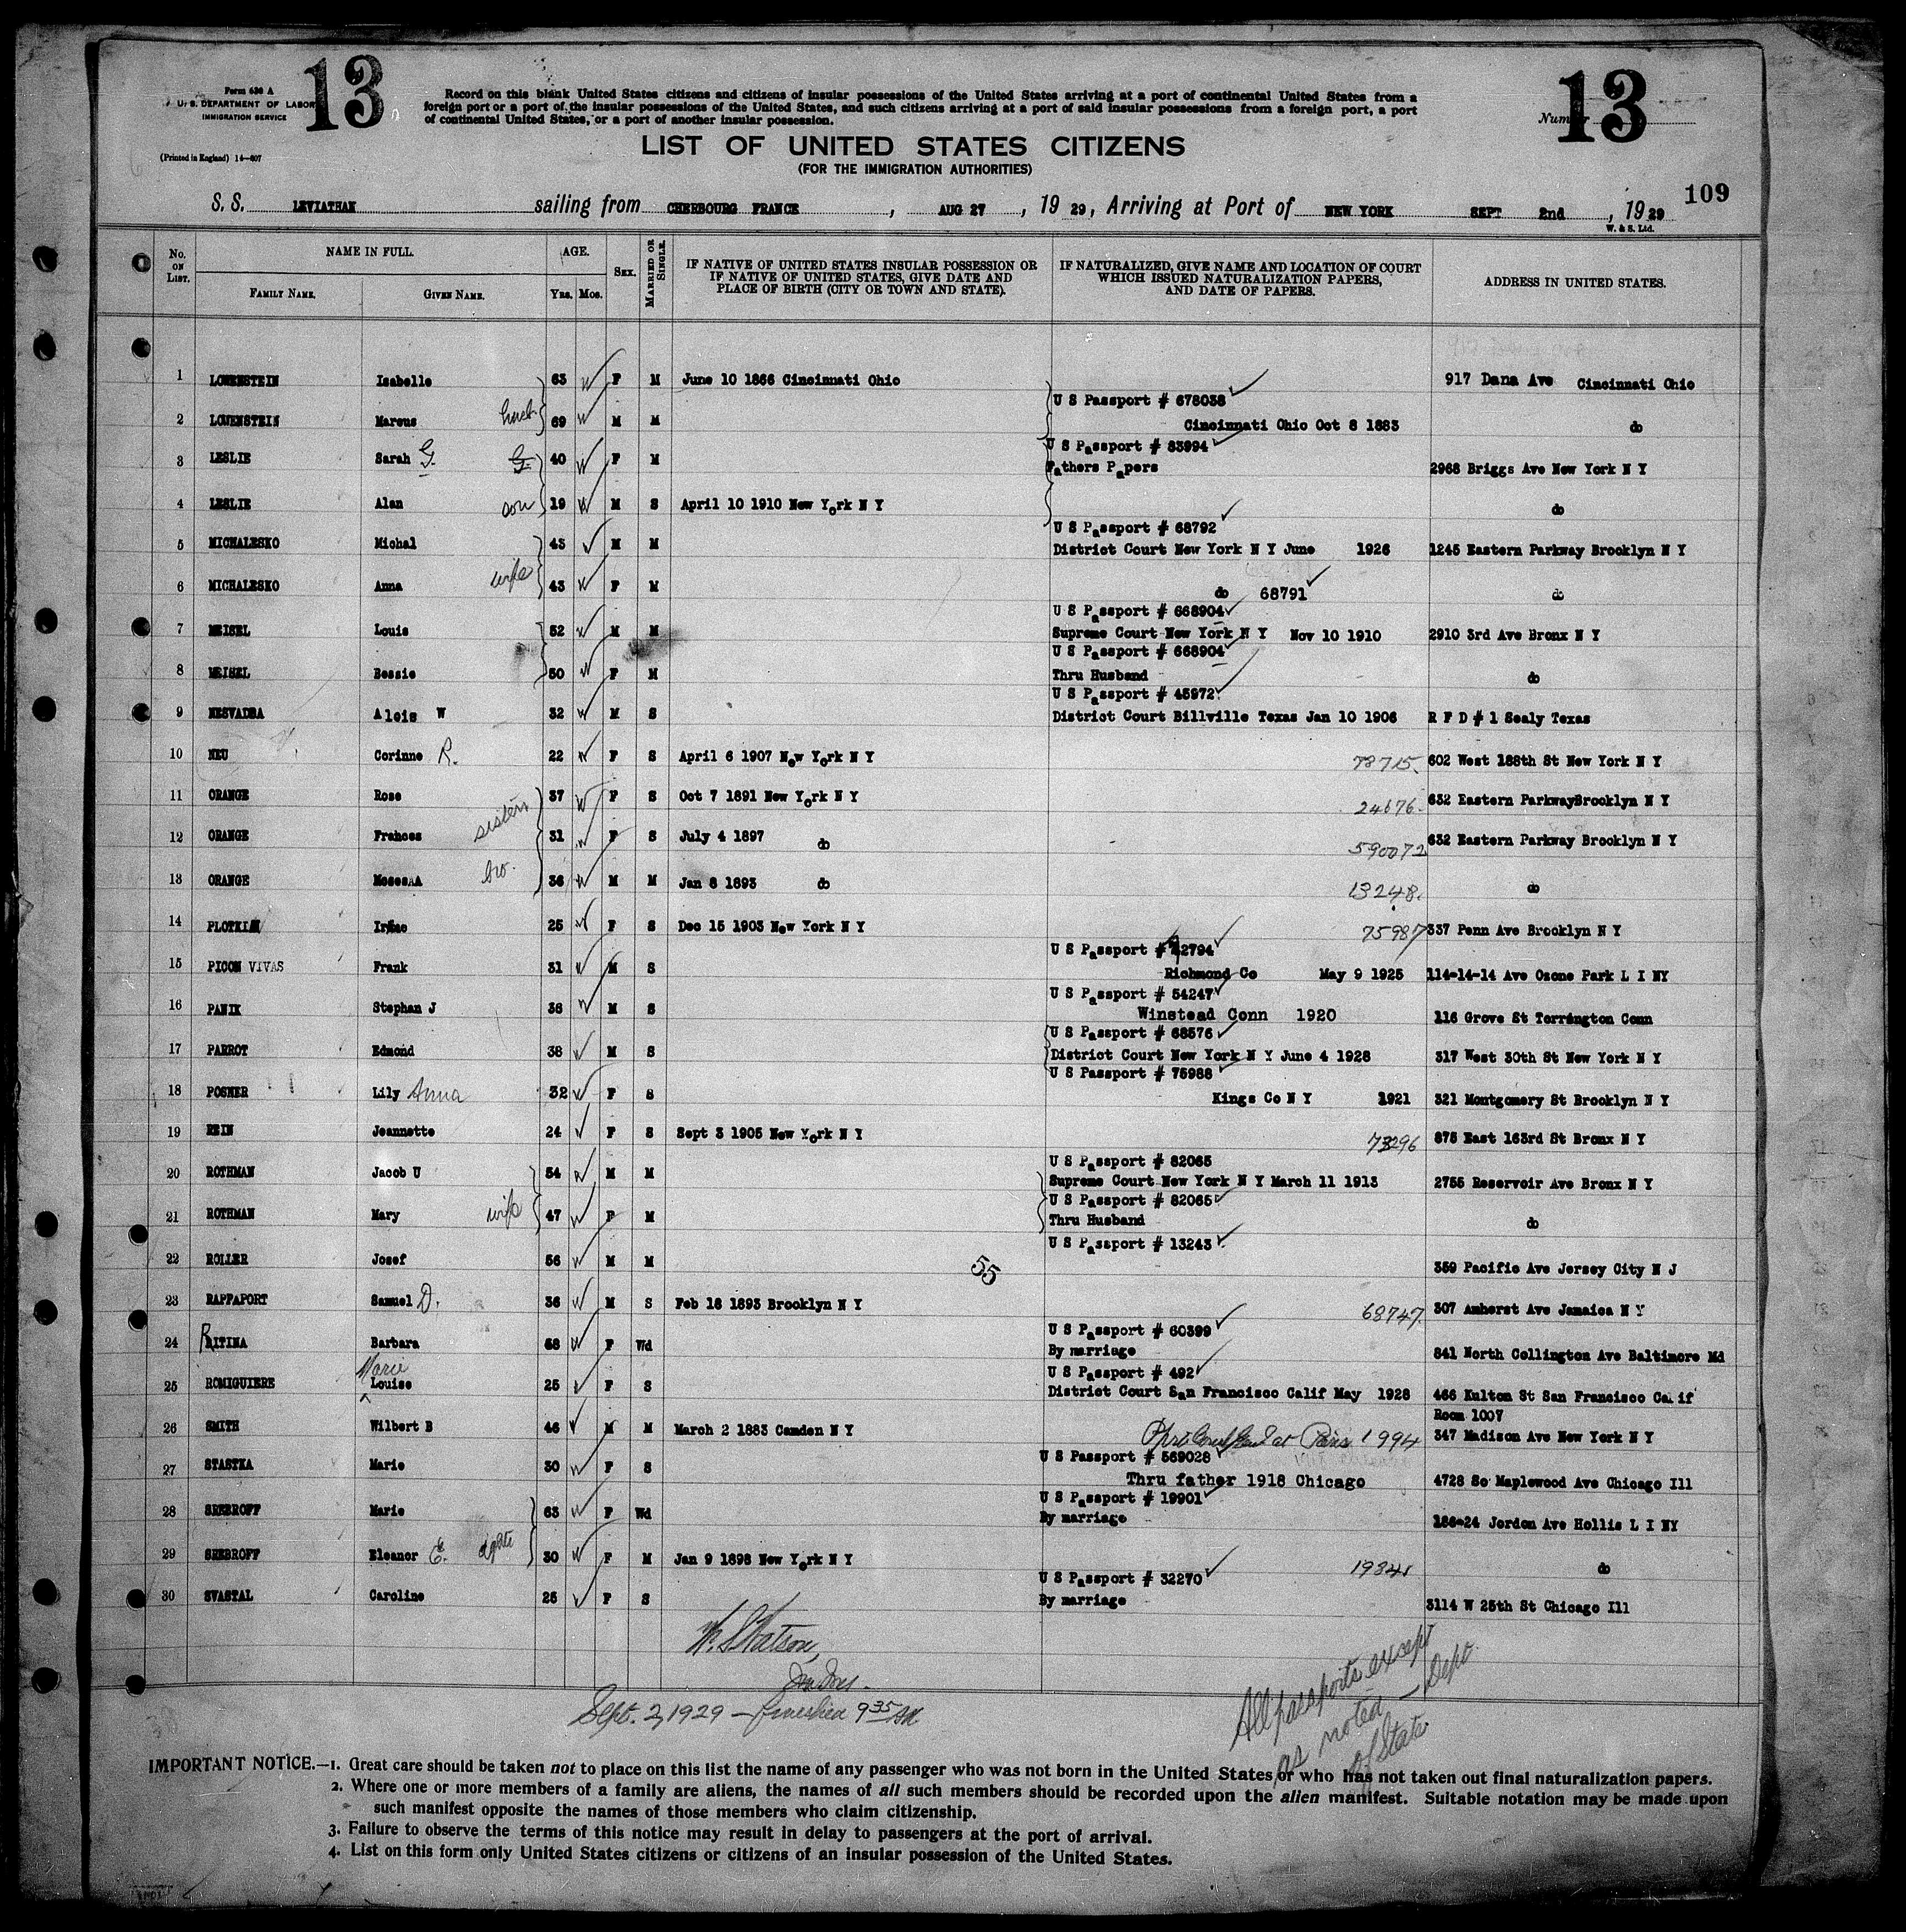 Form 630 A
U. S. DEPARTMENT OF LABOR
IMMIGRATION SERVICE
(Printed in England) 14—807
13
Record on this blank United States citizens and citizens of insular possessions of the United States arriving at a port of continental United States from a
foreign port or a port of the insular possessions of the United States, and such citizens arriving at a port of said insular possessions from a foreign port, a port
of continental United States, or a port of another insular possession.
Number 13
LIST OF UNITED STATES CITIZENS
(FOR THE IMMIGRATION AUTHORITIES)
109
S. S. LEVIATHAN sailing from CHERBOURG FRANCE, AUG 27, 1929, Arriving at Port of NEW YORK SEPT 2nd, 1929
W. & S. Ltd.
No. ON LIST. NAME IN FULL. FAMILY NAME. GIVEN NAME. AGE. Yrs. Mos. SEX. MARRIED OR SINGLE. IF NATIVE OF UNITED STATES INSULAR POSSESSION OR IF NATIVE OF UNITED STATES, GIVE DATE AND PLACE OF BIRTH (CITY OR TOWN AND STATE). IF NATURALIZED, GIVE NAME AND LOCATION OF COURT WHICH ISSUED NATURALIZATION PAPERS, AND DATE OF PAPERS. ADDRESS IN UNITED STATES.
1 LOWENSTEIN Isabelle 63 F M June 10 1866 Cincinnati Ohio 917 Dana Ave Cincinnati Ohio
U S Passport # 678038
2 LOWENSTEIN Marcus husb 69 M M Cincinnati Ohio Oct 8 1883 do
U S Passport # 83994
3 LESLIE Sarah G. 40 F M Fathers Papers 2968 Briggs Ave New York N Y
4 LESLIE Alan son 19 M S April 10 1910 New York N Y do
U S Passport # 68792
5 MICHALESKO Michal 43 M M District Court New York N Y June 1926 1245 Eastern Parkway Brooklyn N Y
6 MICHALESKO Anna wife 43 F M do 68791 do
U S Passport # 668904
7 MEISEL Louis 52 M M Supreme Court New York N Y Nov 10 1910 2910 3rd Ave Bronx N Y
U S Passport # 668904
8 MEISEL Bessie 50 F M Thru Husband do
U S Passport # 45972
9 NESVADBA Alois W 32 M S District Court Billville Texas Jan 10 1906 R F D # 1 Sealy Texas
10 NEU Corinne R. 22 F S April 6 1907 New York N Y 78715. 602 West 188th St New York N Y
11 ORANGE Rose 37 F S Oct 7 1891 New York N Y 24676. 632 Eastern ParkwayBrooklyn N Y
12 ORANGE Frances sisters 31 F S July 4 1897 do 590072 632 Eastern Parkway Brooklyn N Y
13 ORANGE Moses A bro. 36 M M Jan 8 1893 do 13248. do
14 PLOTKIN 25 F S Dec 15 1903 New York N Y 75987 337 Penn Ave Brooklyn N Y
U S Passport # 42794
15 PICON VIVAS Frank 31 M S Richmond Co May 9 1925 114-14-14 Ave Ozone Park L I NY
U S Passport # 54247
16 PANIK Stephan J 36 M S Winstead Conn 1920 116 Grove St Torrington Conn
U S Passport # 68576
17 PARROT Edmond 38 M S District Court New York N Y June 4 1928 317 West 30th St New York N Y
U S Passport # 75988
18 POSNER Lily Anna 32 F S Kings Co N Y 1921 321 Montgomery St Brooklyn N Y
19 REIN Jeannette 24 F S Sept 3 1905 New York N Y 73296 875 East 163rd St Bronx N Y
U S Passport # 82065
20 ROTHMAN Jacob U 54 M M Supreme Court New York N Y March 11 1913 2755 Reservoir Ave Bronx N Y
U S Passport # 82065
21 ROTHMAN Mary wife 47 F M Thru Husband do
U S Passport # 13243
22 ROLLER Josef 56 M M 55 359 Pacific Ave Jersey City N J
23 RAPPAPORT Samuel D. 36 M S Feb 18 1893 Brooklyn N Y 68747. 307 Amherst Ave Jamaica N Y
U S Passport # 60399
24 RITINA Barbara 58 F Wd By marriage 841 North Collington Ave Baltimore Md
U S Passport # 492
25 ROMIGUIERE Marie Louise 25 F S District Court San Francisco Calif May 1928 466 Fulton St San Francisco Calif
Room 1007
26 SMITH Wilbert B 46 M M March 2 1883 Camden N Y at Paris 1994 347 Madison Ave New York N Y
U S Passport # 569028
27 STASTKA Marie 30 F S Thru father 1918 Chicago 4728 So Maplewood Ave Chicago Ill
U S Passport # 19901
28 SREBROFF Marie 63 F Wd By marriage 186-24 Jordon Ave Hollis L I NY
29 SREBROFF Eleanor E. dghte 30 F M Jan 9 1898 New York N Y 19841 do
U S Passport # 32270
30 SVASTAL Caroline 25 F S By marriage 3114 W 25th St Chicago Ill
W. S. Watson,
Sept. 2, 1929 — finished 9 35 AM
All passports except
as noted — Dept.
of State
IMPORTANT NOTICE.—1. Great care should be taken not to place on this list the name of any passenger who was not born in the United States or who has not taken out final naturalization papers.
2. Where one or more members of a family are aliens, the names of all such members should be recorded upon the alien manifest. Suitable notation may be made upon
such manifest opposite the names of those members who claim citizenship.
3. Failure to observe the terms of this notice may result in delay to passengers at the port of arrival.
4. List on this form only United States citizens or citizens of an insular possession of the United States.